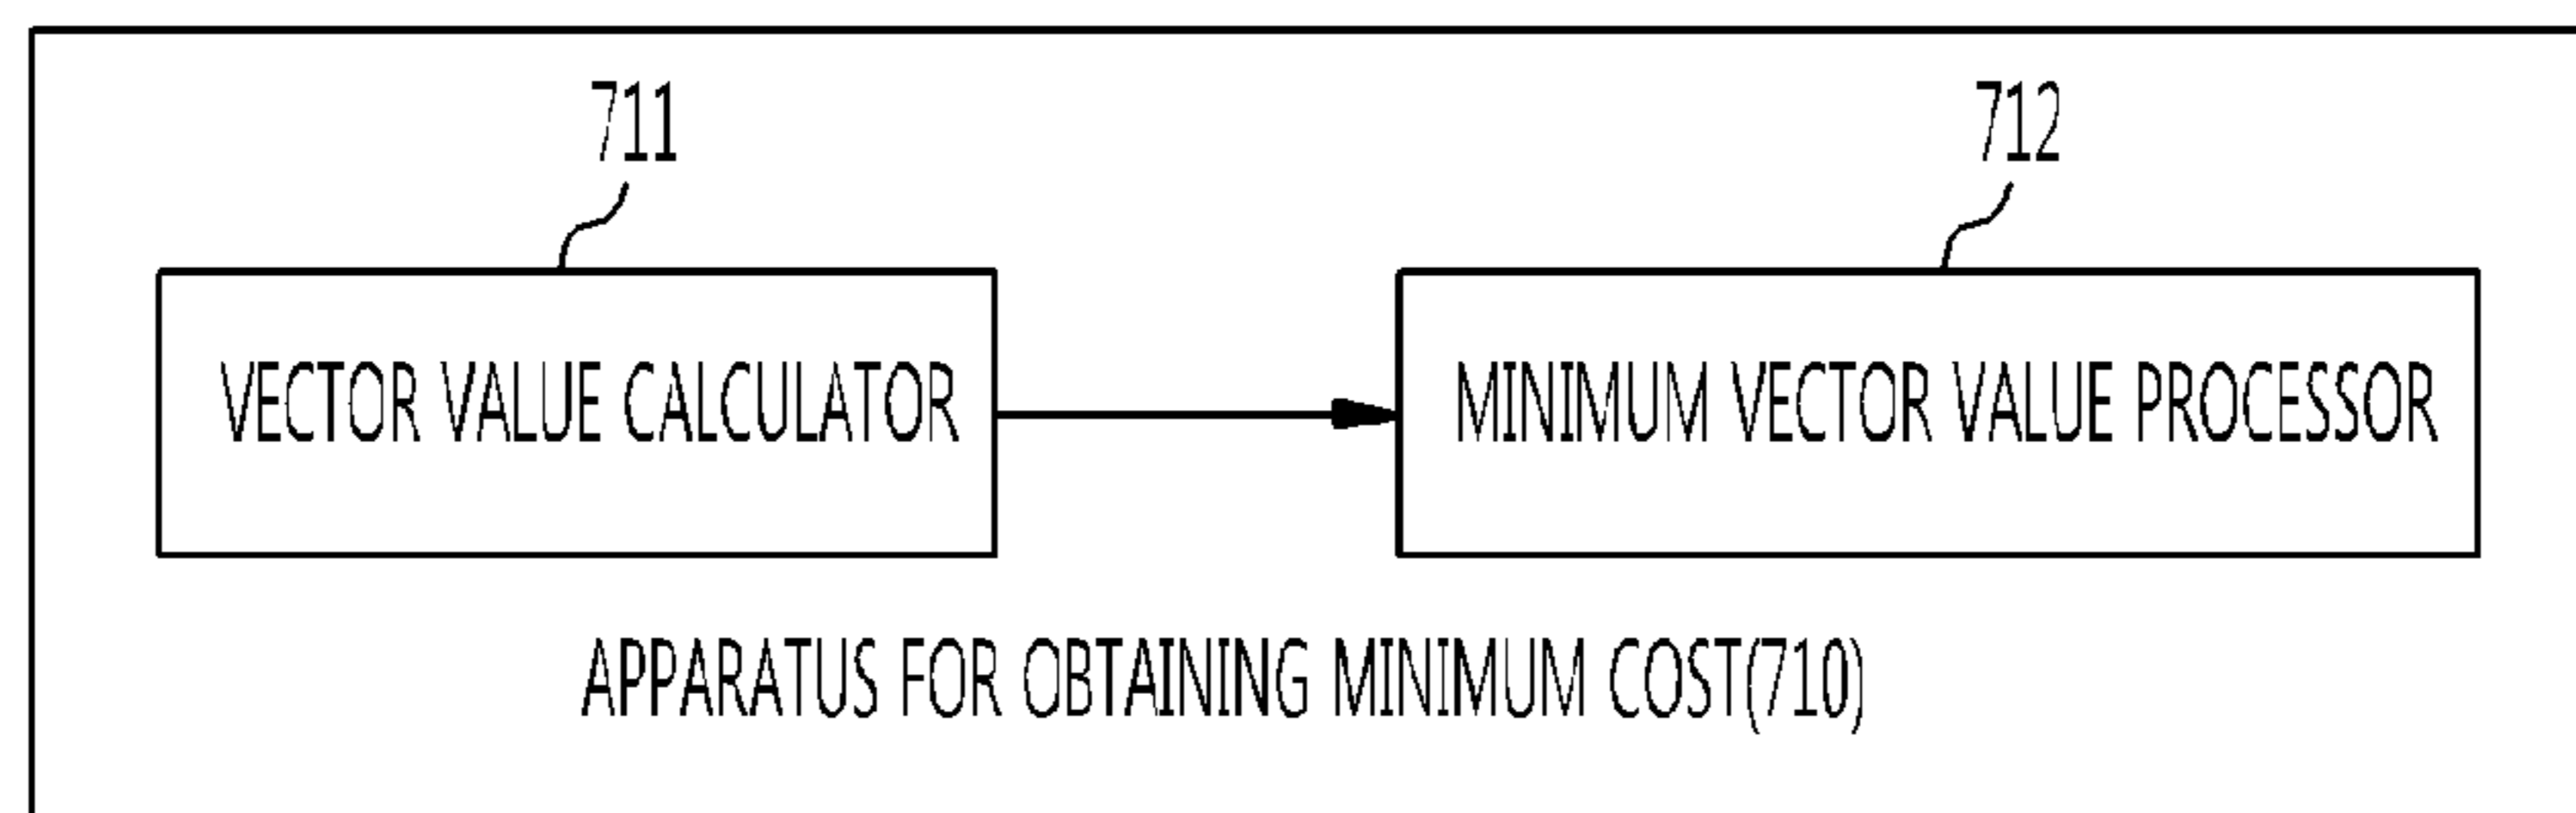 711
712
VECTOR VALUE CALCULATOR
MINIMUM VECTOR VALUE PROCESSOR
APPARATUS FOR OBTAINING MINIMUM COST(710)